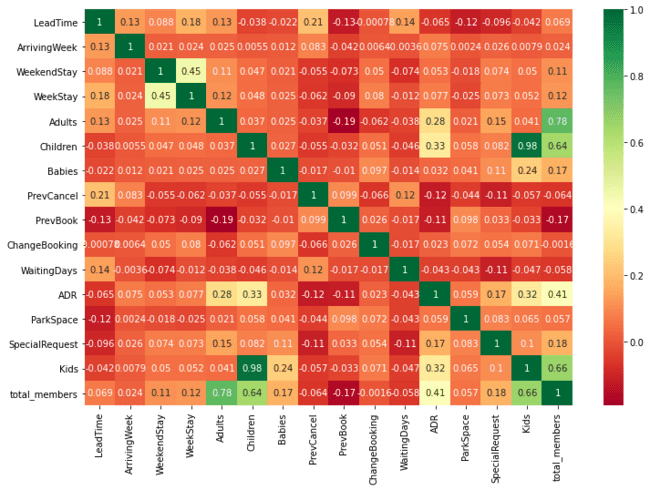 LeadTime 1 0.13 0.088 0.18 0.13 -0.038 -0.022 0.21 -0.13 -0.00078 0.14 -0.065 -0.12 -0.096 -0.042 0.069
ArrivingWeek 0.13 1 0.021 0.024 0.025 0.0055 0.012 0.083 -0.042 0.0064 -0.0036 0.075 0.0024 0.026 0.0079 0.024
WeekendStay 0.088 0.021 1 0.45 0.11 0.047 0.021 -0.055 -0.073 0.05 -0.074 0.053 -0.018 0.074 0.05 0.11
WeekStay 0.18 0.024 0.45 1 0.12 0.048 0.025 -0.062 -0.09 0.08 -0.012 0.077 -0.025 0.073 0.052 0.12
Adults 0.13 0.025 0.11 0.12 1 0.037 0.025 -0.037 -0.19 -0.062 -0.038 0.28 0.021 0.15 0.041 0.78
Children -0.038 0.0055 0.047 0.048 0.037 1 0.027 -0.055 -0.032 0.051 -0.046 0.33 0.058 0.082 0.98 0.64
Babies -0.022 0.012 0.021 0.025 0.025 0.027 1 -0.017 -0.01 0.097 -0.014 0.032 0.041 0.11 0.24 0.17
PrevCancel 0.21 0.083 -0.055 -0.062 -0.037 -0.055 -0.017 1 0.099 -0.066 0.12 -0.12 -0.044 -0.11 -0.057 -0.064
PrevBook -0.13 -0.042 -0.073 -0.09 -0.19 -0.032 -0.01 0.099 1 0.026 -0.017 -0.11 0.098 0.033 -0.033 -0.17
ChangeBooking -0.00078 0.0064 0.05 0.08 -0.062 0.051 0.097 -0.066 0.026 1 -0.017 0.023 0.072 0.054 0.071 -0.0016
WaitingDays 0.14 -0.0036 -0.074 -0.012 -0.038 -0.046 -0.014 0.12 -0.017 -0.017 1 -0.043 -0.043 -0.11 -0.047 -0.058
ADR -0.065 0.075 0.053 0.077 0.28 0.33 0.032 -0.12 -0.11 0.023 -0.043 1 0.059 0.17 0.32 0.41
ParkSpace -0.12 0.0024 -0.018 -0.025 0.021 0.058 0.041 -0.044 0.098 0.072 -0.043 0.059 1 0.083 0.065 0.057
SpecialRequest -0.096 0.026 0.074 0.073 0.15 0.082 0.11 -0.11 0.033 0.054 -0.11 0.17 0.083 1 0.1 0.18
Kids -0.042 0.0079 0.05 0.052 0.041 0.98 0.24 -0.057 -0.033 0.071 -0.047 0.32 0.065 0.1 1 0.66
total_members 0.069 0.024 0.11 0.12 0.78 0.64 0.17 -0.064 -0.17 -0.0016 -0.058 0.41 0.057 0.18 0.66 1
LeadTime
ArrivingWeek
WeekendStay
WeekStay
Adults
Children
Babies
PrevCancel
PrevBook
ChangeBooking
WaitingDays
ADR
ParkSpace
SpecialRequest
Kids
total_members
1.0
0.8
0.6
0.4
0.2
0.0